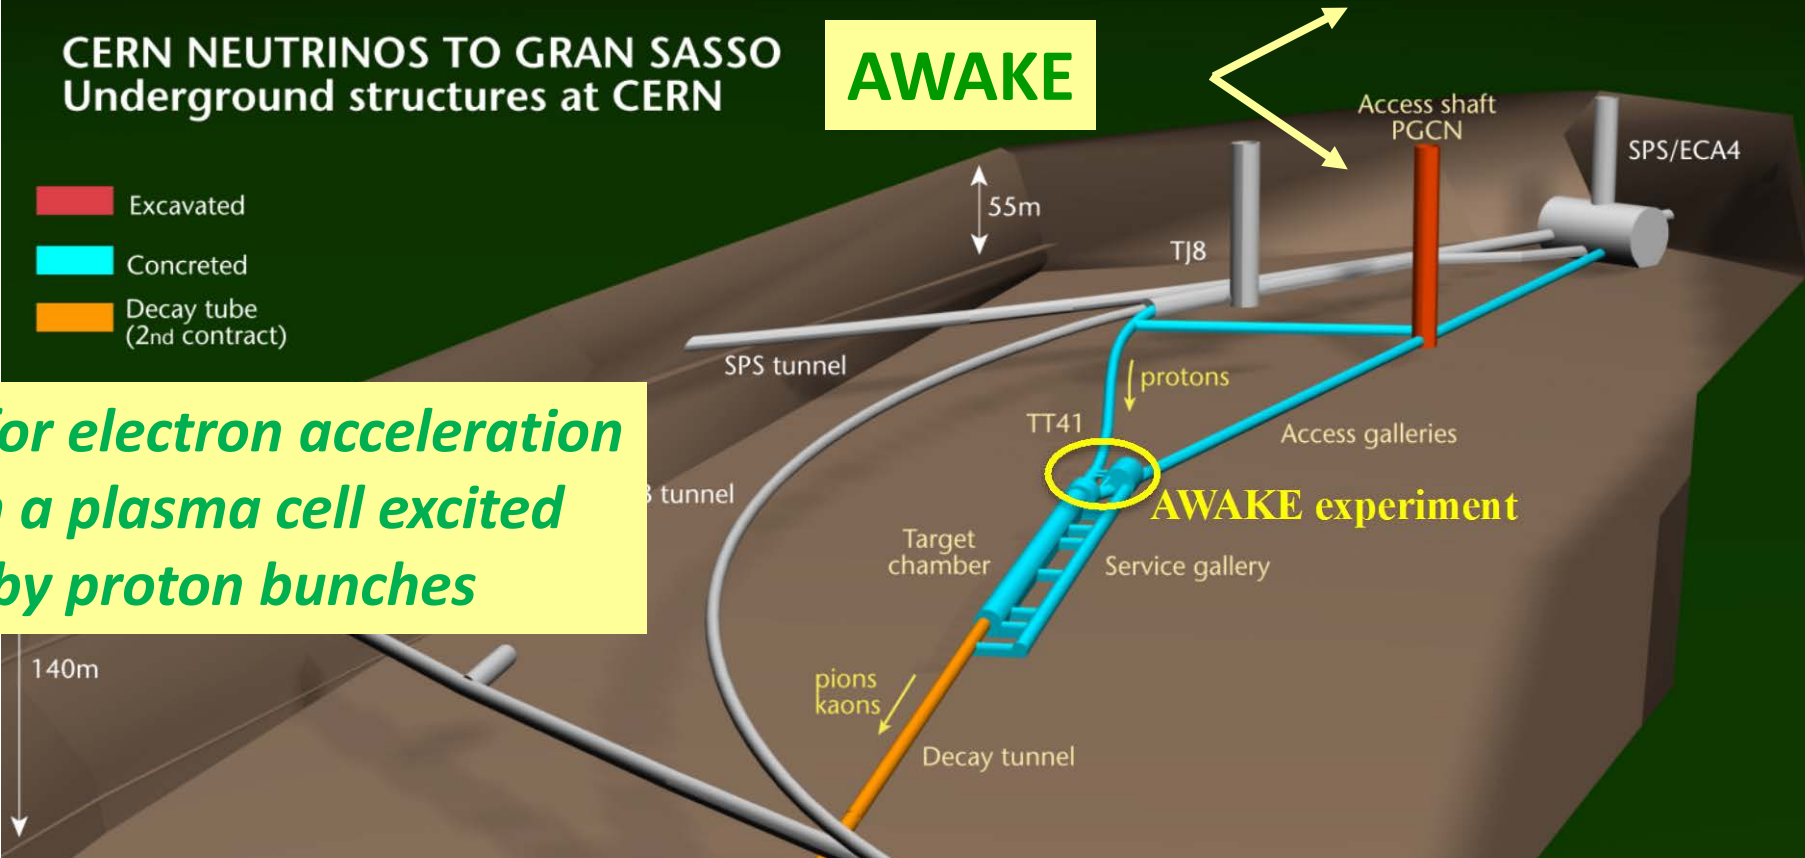 CERN NEUTRINOS TO GRAN SASSO
Underground structures at CERN
AWAKE
Excavated
Concreted
Decay tube
(2nd contract)
55m
Access shaft
PGCN
SPS/ECA4
TJ8
SPS tunnel
protons
TT41
Access galleries
for electron acceleration
a plasma cell excited
by proton bunches
tunnel
AWAKE experiment
Target
chamber
Service gallery
140m
pions
kaons
Decay tunnel